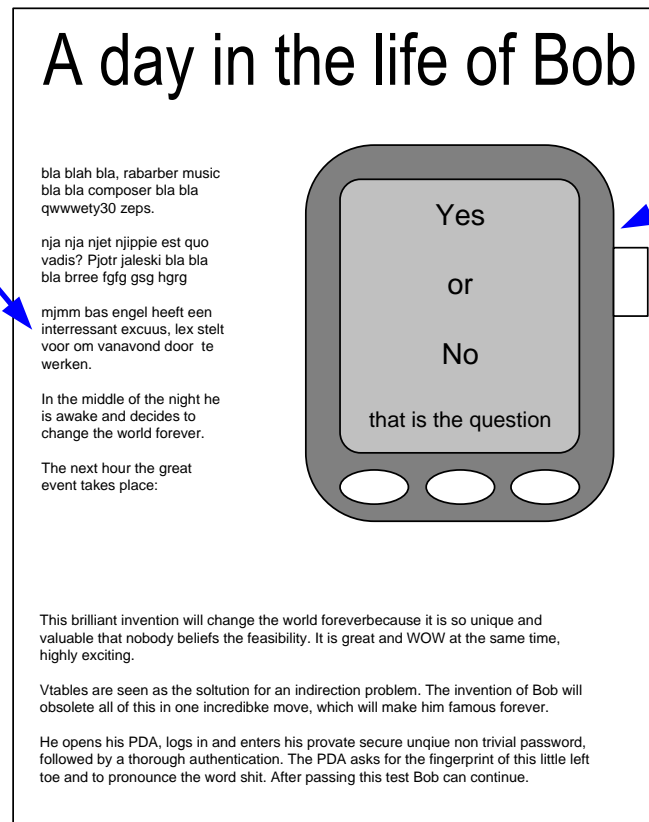 A day in the life of Bob
bla blah bla, rabarber music
bla bla composer bla bla
qwwwety30 zeps.
nja nja njet njippie est quo
vadis? Pjotr jaleski bla bla
bla brree fgfg gsg hgrg
mjmm bas engel heeft een
interressant excuus, lex stelt
voor om vanavond door  te
werken.
In the middle of the night he
is awake and decides to
change the world forever.
The next hour the great
event takes place:
Yes
or
No
that is the question
This brilliant invention will change the world foreverbecause it is so unique and
valuable that nobody beliefs the feasibility. It is great and WOW at the same time,
highly exciting.
Vtables are seen as the soltution for an indirection problem. The invention of Bob will
obsolete all of this in one incredibke move, which will make him famous forever.
He opens his PDA, logs in and enters his provate secure unqiue non trivial password,
followed by a thorough authentication. The PDA asks for the fingerprint of this little left
toe and to pronounce the word shit. After passing this test Bob can continue.